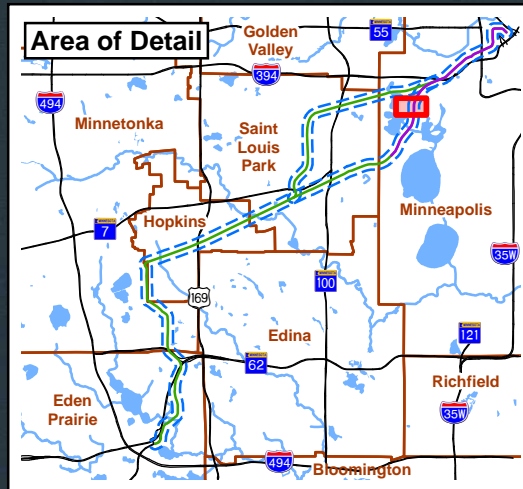 Area of Detail
Golden
Valley
55
394
494
Minnetonka
Saint
Louis
Park
Minneapolis
Hopkins
7
35W
169
100
Edina
121
62
Richfield
Eden
Prairie
35W
494
Bloomington